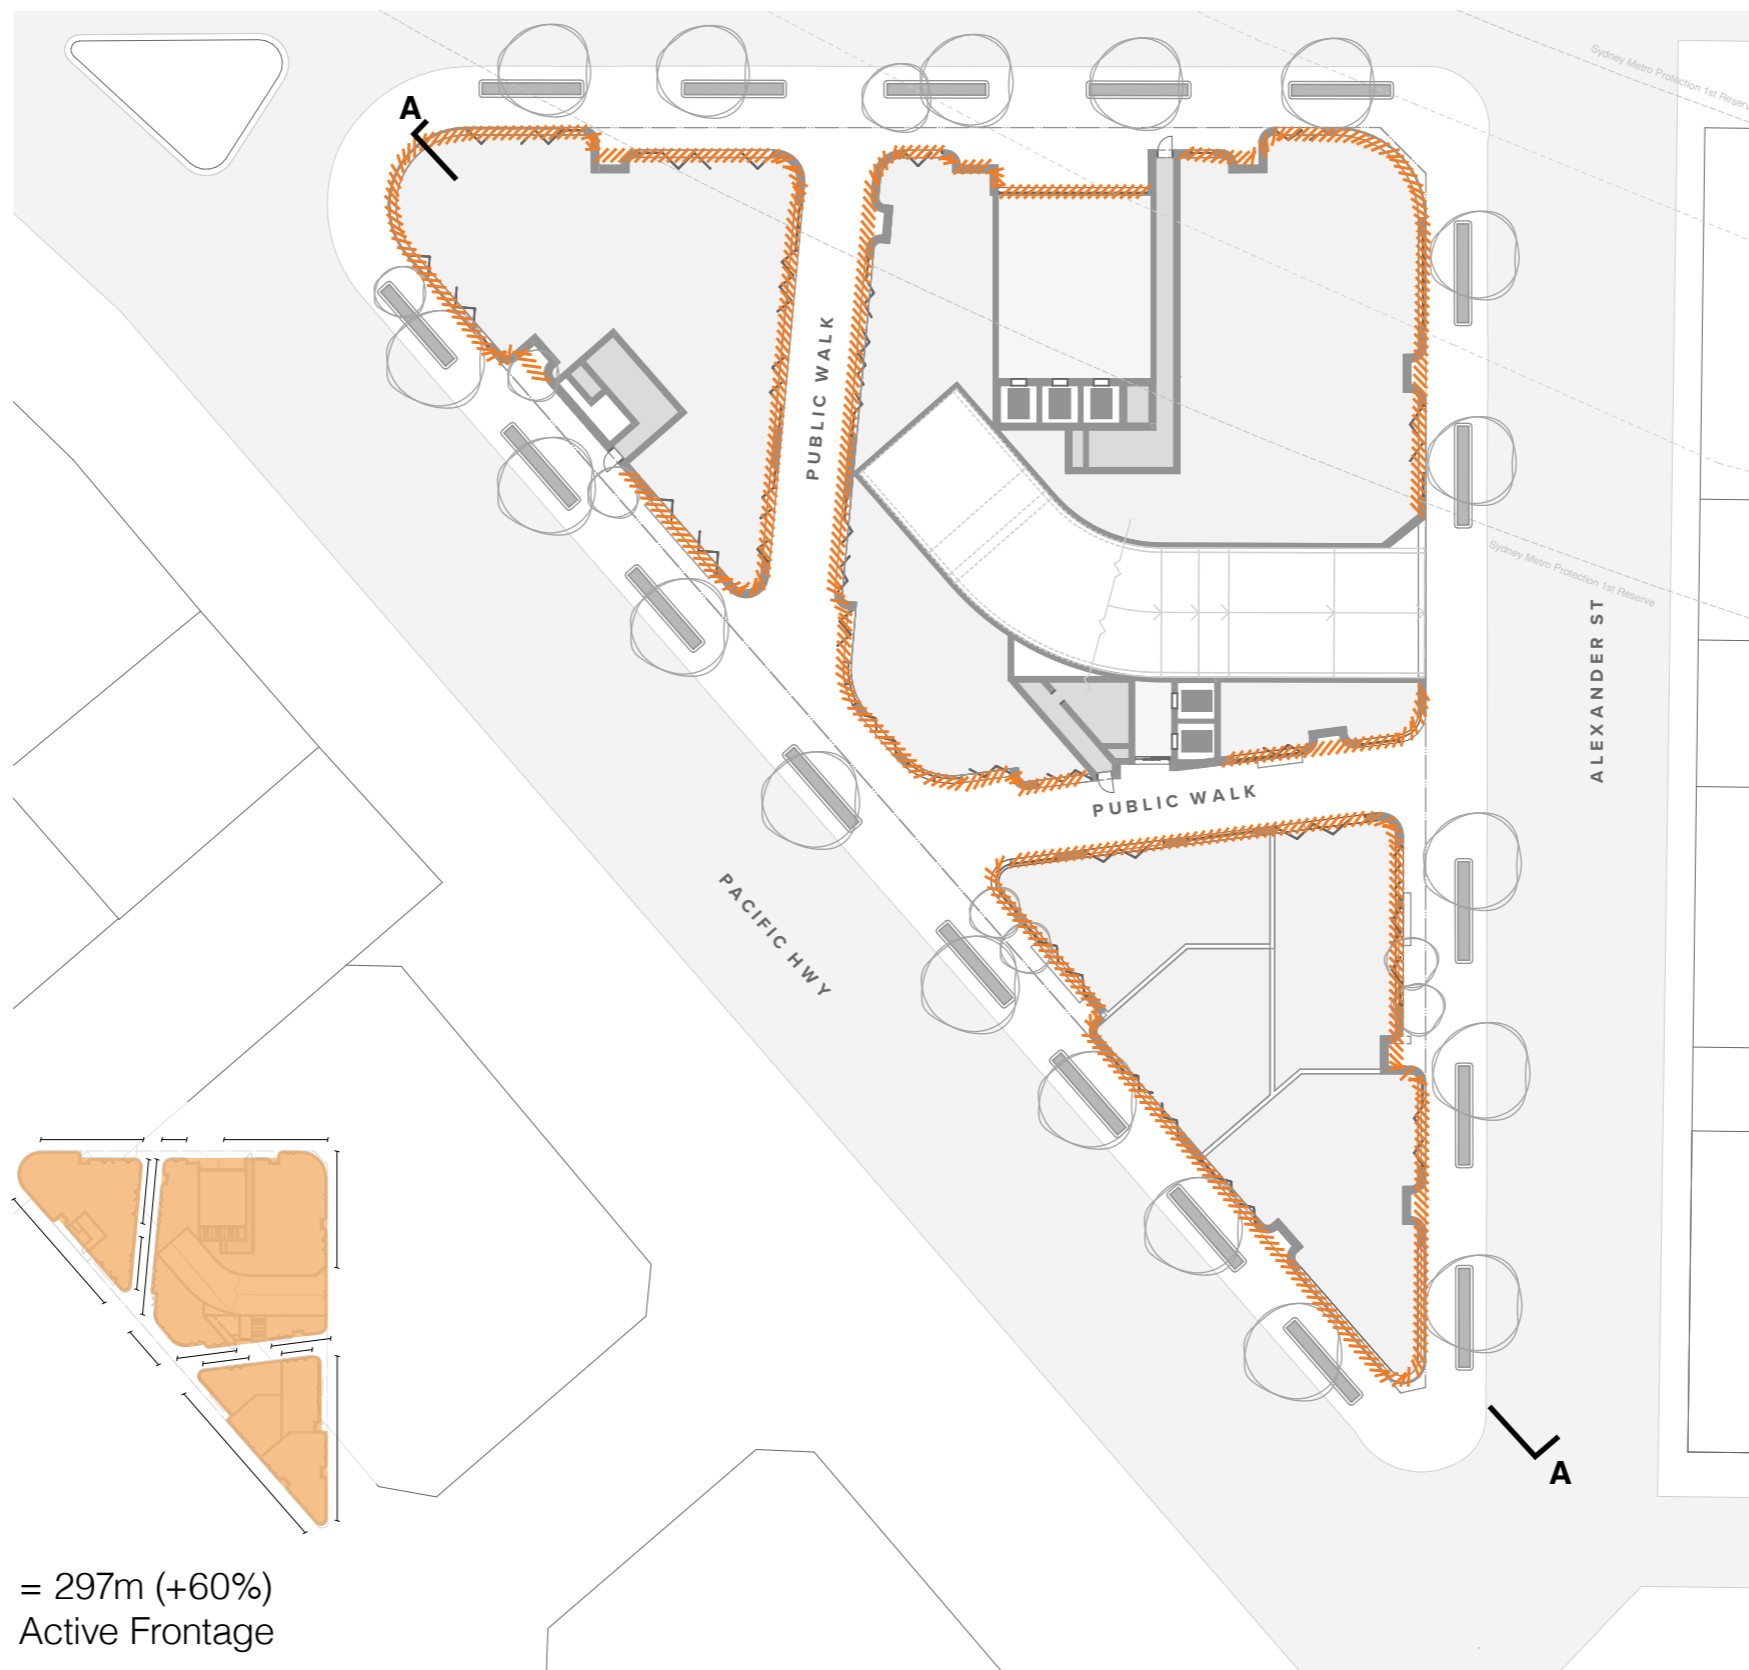 Sydney Metro Protection 1st Reserve
A
PUBLIC WALK
Sydney Metro Protection 1st Reserve
ALEXANDER ST
PUBLIC WALK
PACIFIC HWY
A
= 297m (+60%)
Active Frontage